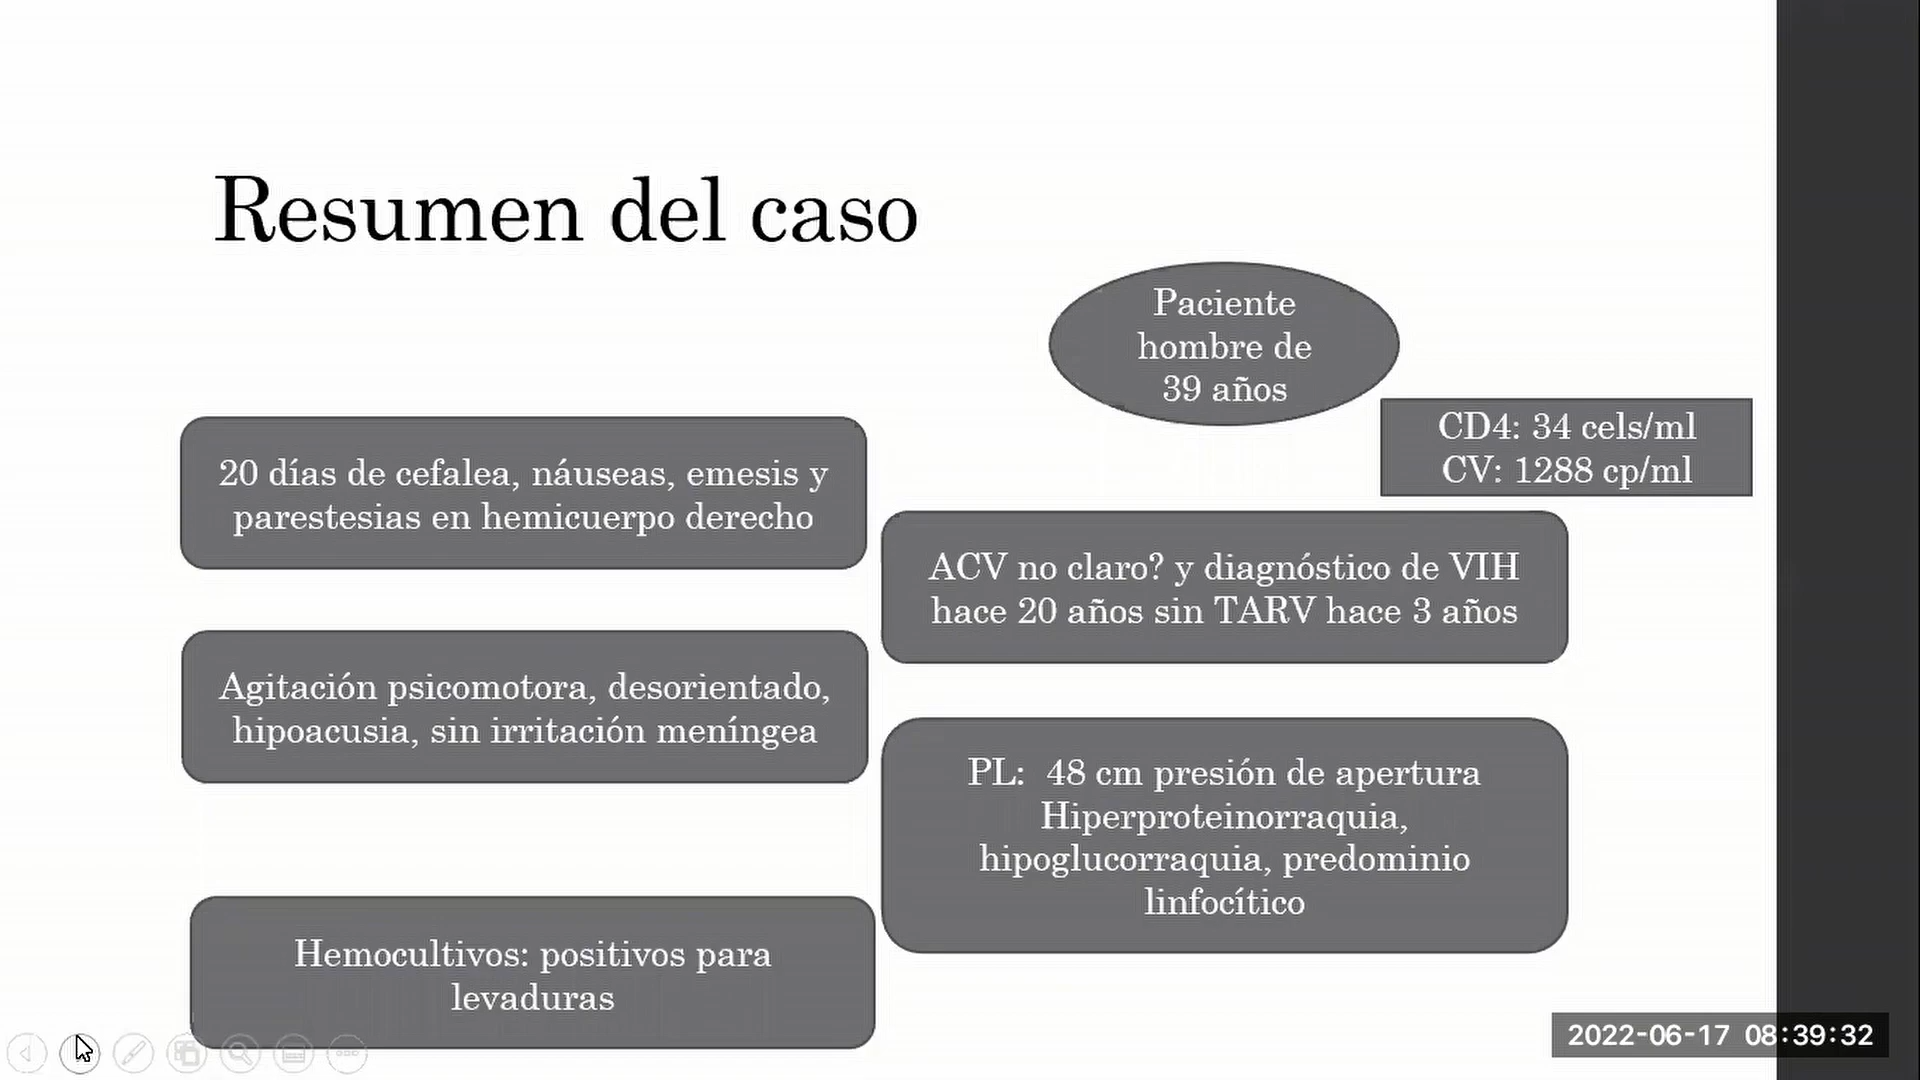 Resumen del caso
Paciente
hombre de
39 años
CD4: 34 cels/ml
CV: 1288 cp/ml
20 días de cefalea, náuseas, emesis y
parestesias en hemicuerpo derecho
ACV no claro? y diagnóstico de VIH
hace 20 años sin TARV hace 3 años
Agitación psicomotora, desorientado,
hipoacusia, sin irritación meníngea
PL:  48 cm presión de apertura
Hiperproteinorraquia,
hipoglucorraquia, predominio
linfocítico
Hemocultivos: positivos para
levaduras
2022-06-17 08:39:32